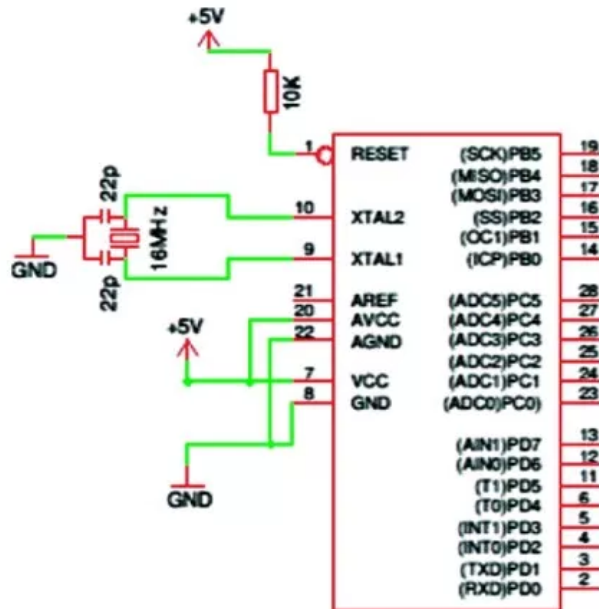 +5V
10K
1 RESET (SCK)PB5 19
(MISO)PB4 18
(MOSI)PB3 17
22p
10 XTAL2 (SS)PB2 16
(OC1)PB1 15
16MHz
9 XTAL1 (ICP)PB0 14
GND
22p
21 AREF (ADC5)PC5 28
20 AVCC (ADC4)PC4 27
+5V
22 AGND (ADC3)PC3 26
(ADC2)PC2 25
7 VCC (ADC1)PC1 24
8 GND (ADC0)PC0) 23
(AIN1)PD7 13
(AIN0)PD6 12
GND
(T1)PD5 11
(T0)PD4 6
(INT1)PD3 5
(INT0)PD2 4
(TXD)PD1 3
(RXD)PD0 2